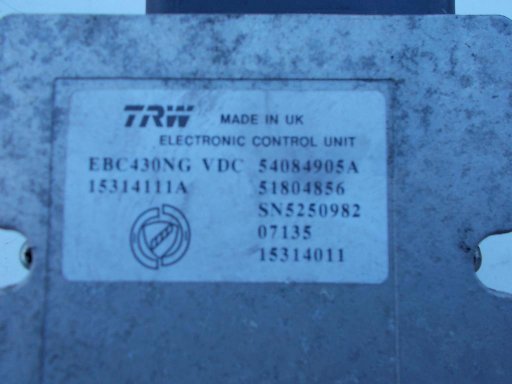 TRW MADE IN UK
ELECTRONIC CONTROL UNIT
EBC430NG VDC 54084905A
15314111A 51804856
SN5250982
07135
15314011